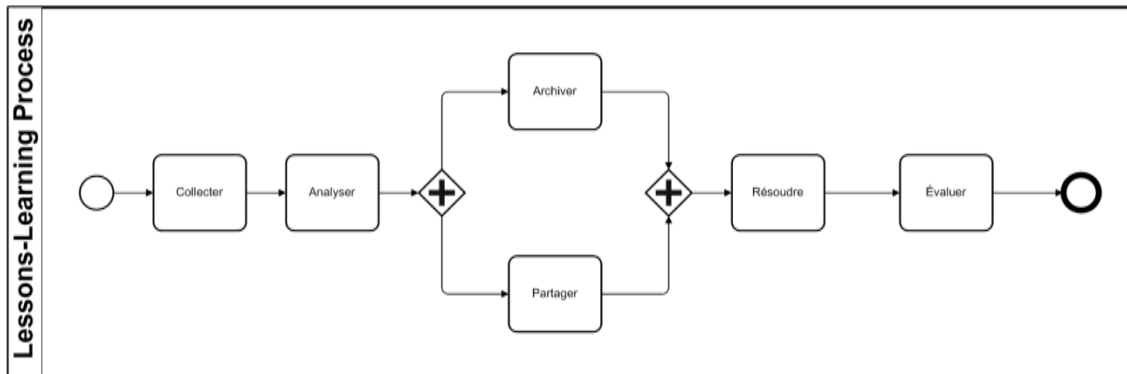 Lessons-Learning Process
Collecter
Analyser
Archiver
Partager
Résoudre
Évaluer